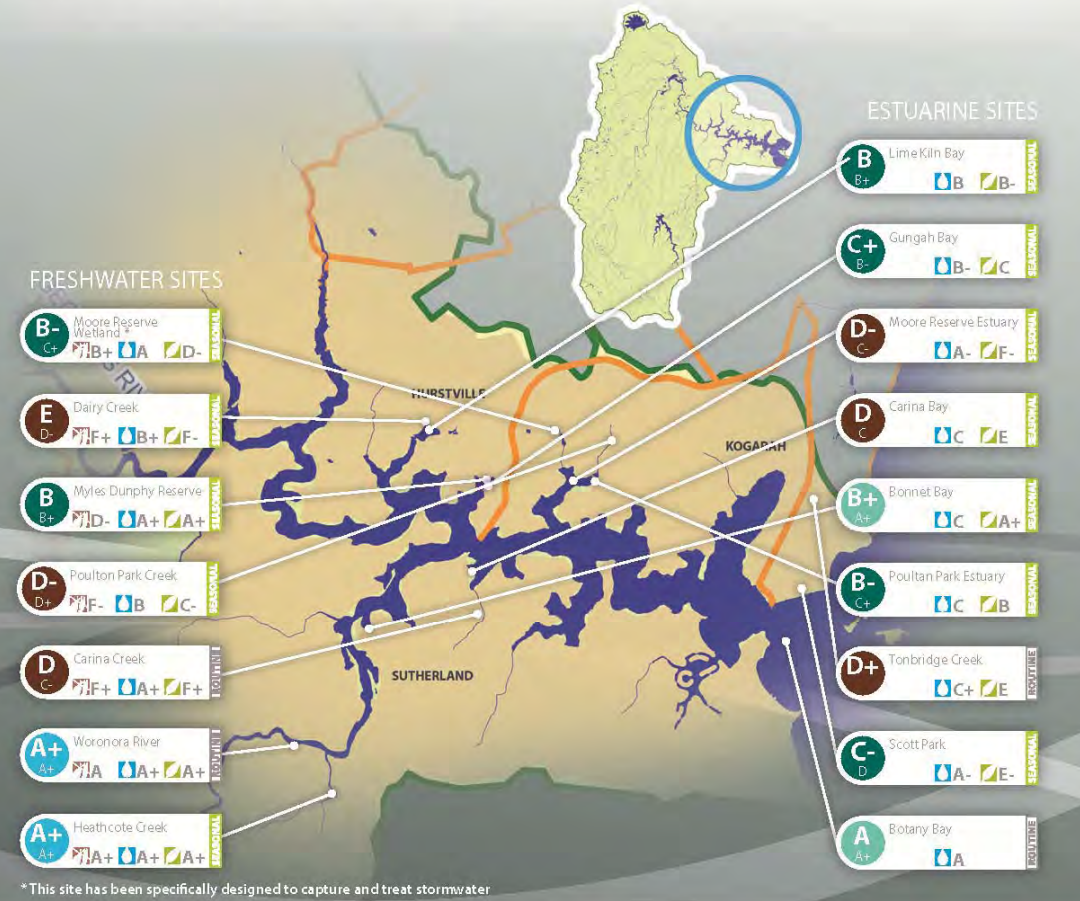 ESTUARINE SITES
B
B+
Lime Kiln Bay
B B-
SEASONAL
C+
B-
Gungah Bay
B- C
SEASONAL
D-
C-
Moore Reserve Estuary
A- F-
SEASONAL
D
C
Carina Bay
C E
SEASONAL
B+
A+
Bonnet Bay
C A+
SEASONAL
B-
C+
Poultan Park Estuary
C B
SEASONAL
D+
Tonbridge Creek
C+ E
ROUTINE
C-
D
Scott Park
A- E-
SEASONAL
A
A+
Botany Bay
A
ROUTINE
FRESHWATER SITES
B-
C+
Moore Reserve
Wetland *
B+ A D-
SEASONAL
E
D-
Dairy Creek
F+ B+ F-
SEASONAL
B
B+
Myles Dunphy Reserve
D- A+ A+
SEASONAL
D-
D+
Poulton Park Creek
F- B C-
SEASONAL
D
C-
Carina Creek
F+ A+ F+
ROUTINE
A+
A+
Woronora River
A A+ A+
ROUTINE
A+
A+
Heathcote Creek
A+ A+ A+
SEASONAL
HURSTVILLE
KOGARAH
SUTHERLAND
*This site has been specifically designed to capture and treat stormwater